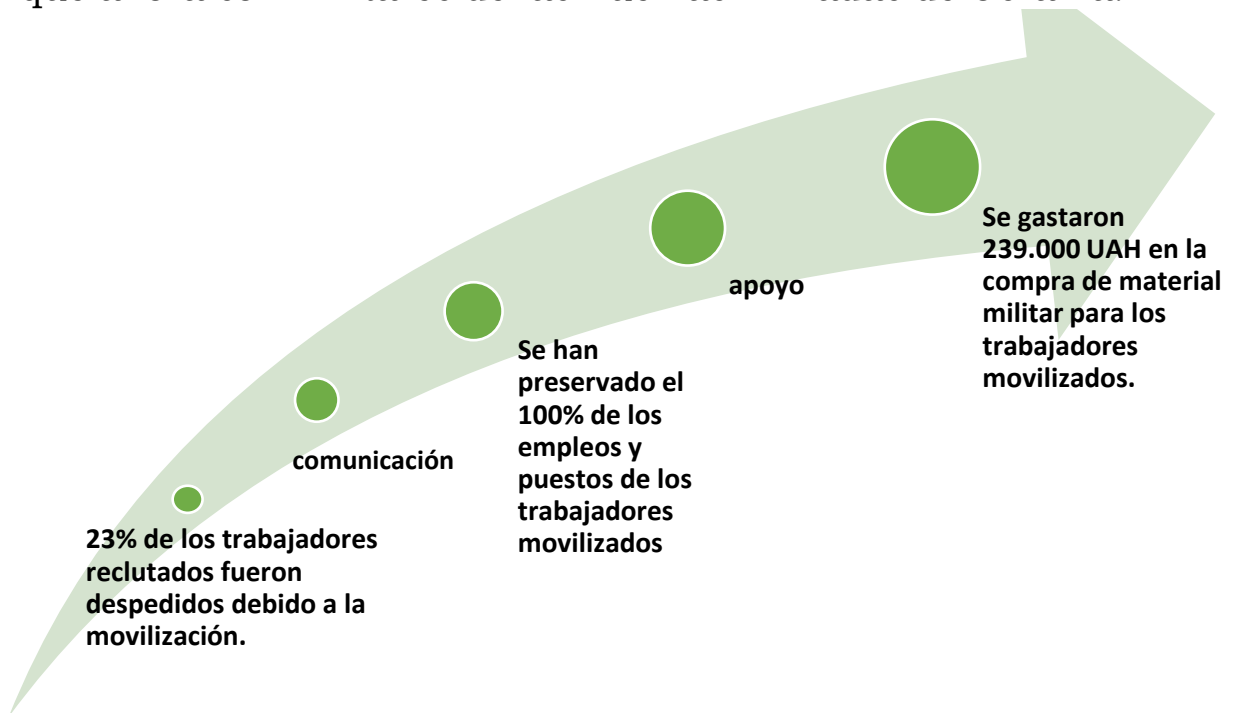 23% de los trabajadores
reclutados fueron
despedidos debido a la
movilización.
comunicación
Se han
preservado el
100% de los
empleos y
puestos de los
trabajadores
movilizados
apoyo
Se gastaron
239.000 UAH en la
compra de material
militar para los
trabajadores
movilizados.